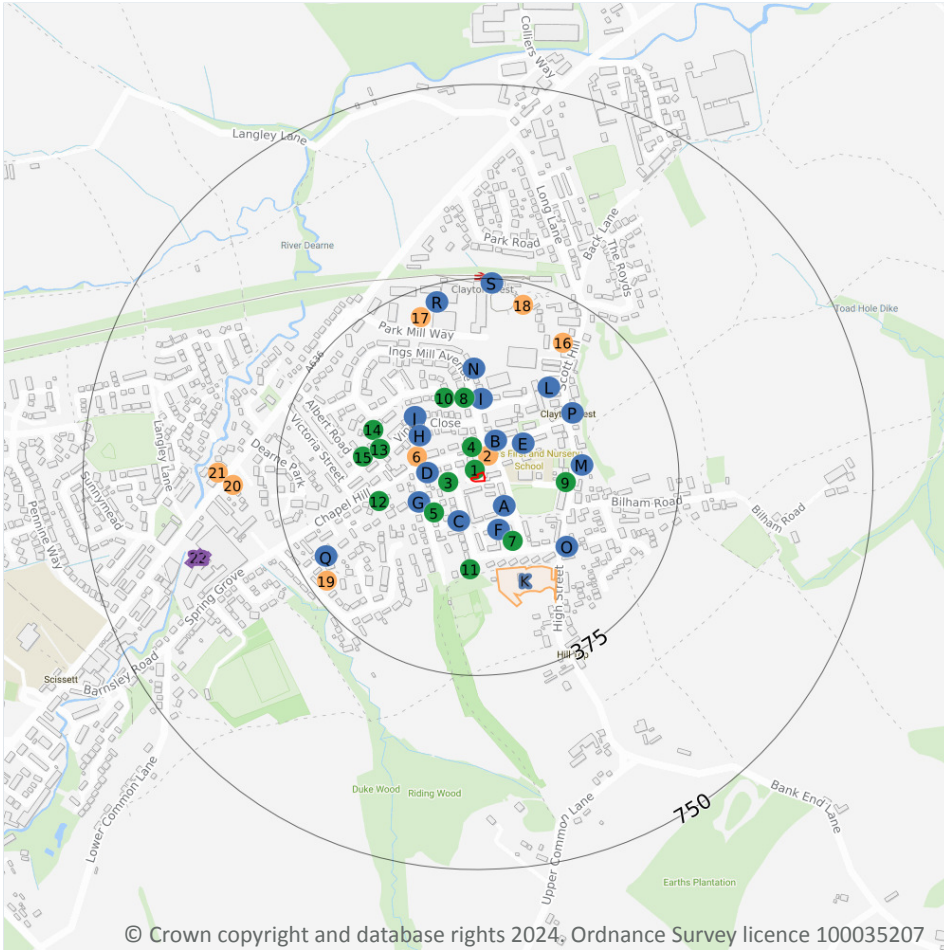 Colliers Way
Langley Lane
Long Lane
Back Lane
Park Road
The Royds
River Dearne
S
R
18
17
Park Mill Way
16
Toad Hole Dike
Ings Mill Avenue
Scott Hill
A636
N
L
10
8
I
Albert Road
J
Close
P
14
H
B
E
Victoria Street
4
13
15
6
2
s First and Nursery
School
Langley Lane
Dearne Park
1
M
21
20
D
3
9
Sunnymead
Chapel Hill
12
G
A
Bilham Road
Bilham Road
5
C
Pennine Way
F
7
O
Q
22
11
19
K
Spring Grove
High Street
375
Barnsley Road
Scissett
Duke Wood
Riding Wood
Lower Common Lane
Upper Common Lane
750
Bank End Lane
Earths Plantation
© Crown copyright and database rights 2024. Ordnance Survey licence 100035207